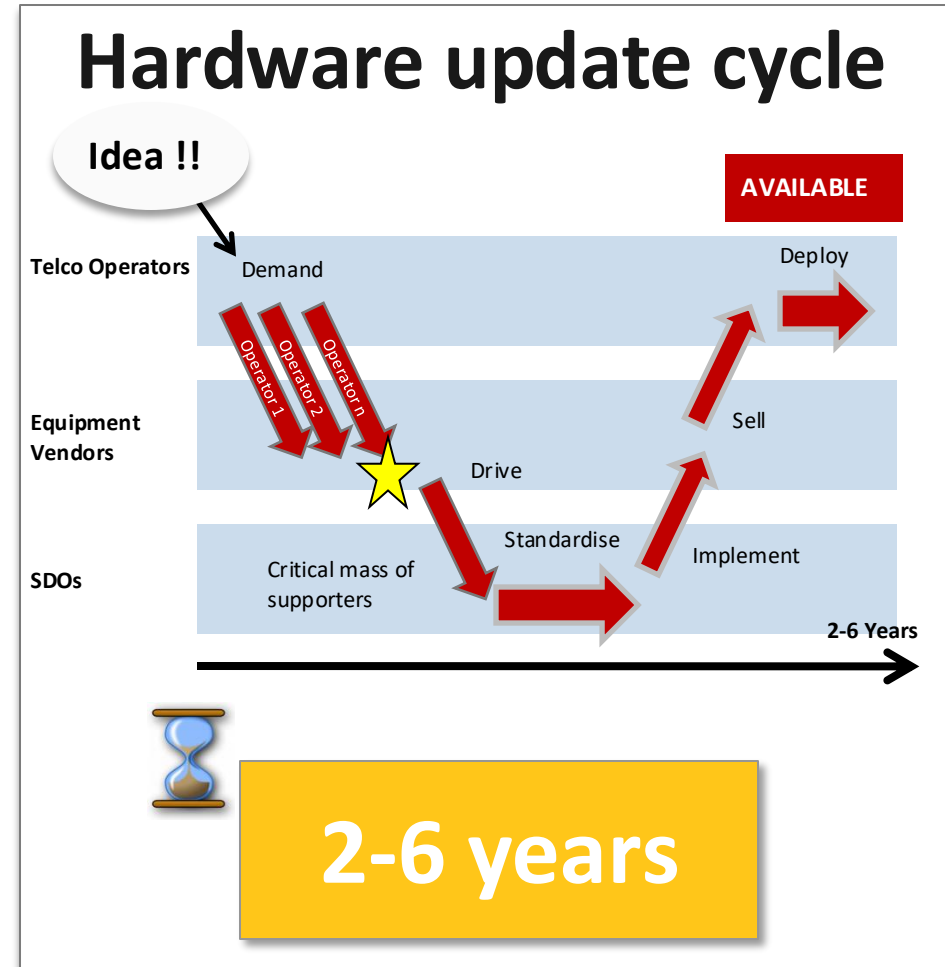 Hardware update cycle
Idea !!
AVAILABLE
Telco Operators
Demand
Deploy
Operator 1
Operator 2
Operator n
Equipment
Vendors
Sell
Drive
Standardise
Implement
SDOs
Critical mass of
supporters
2-6 Years
2-6 years